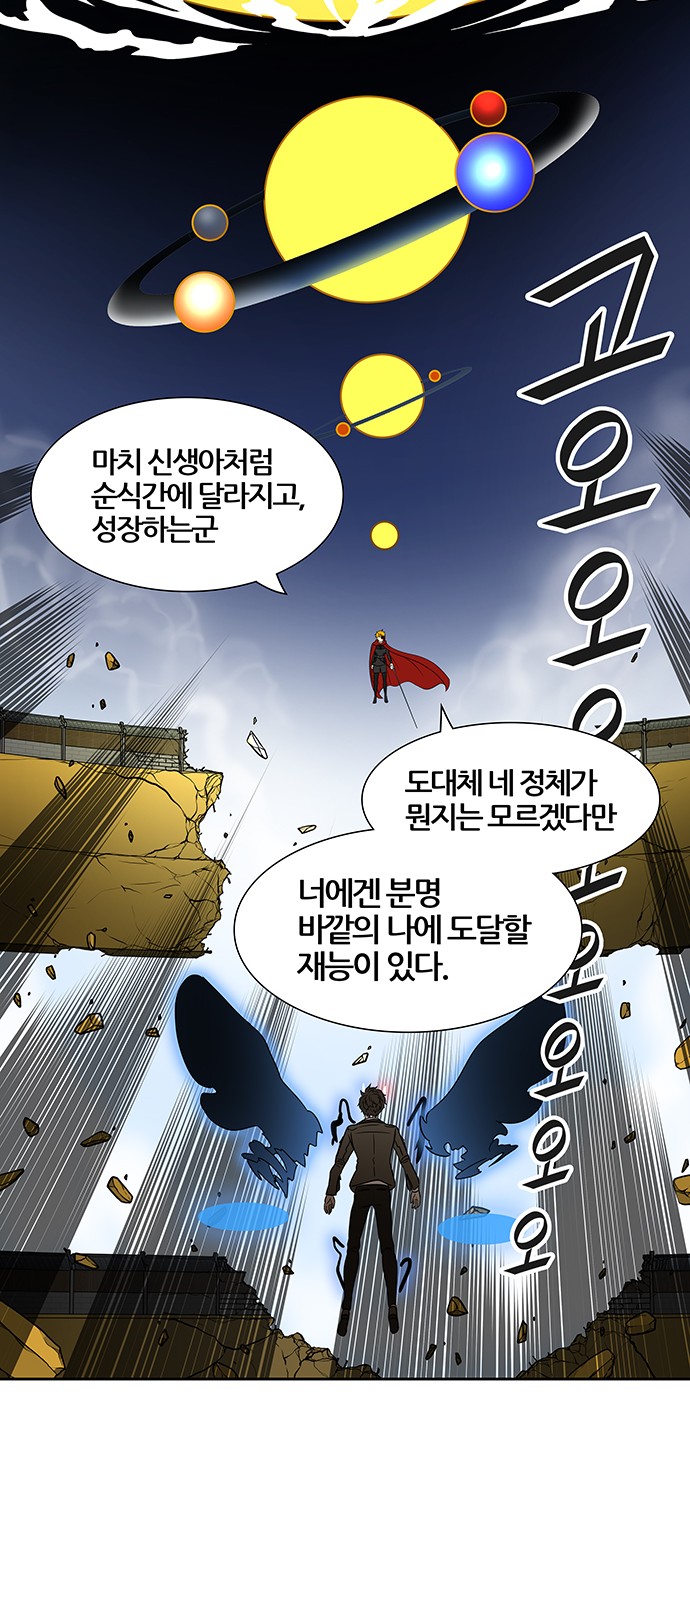 마치 신생아처럼
순식간에 달라지고,
성장하는군
도대체 네 정체가
뭔지는 모르겠다만
너에겐 분명
바깥의 나에 도달할
재능이 있다.
고오오오오오오오오오